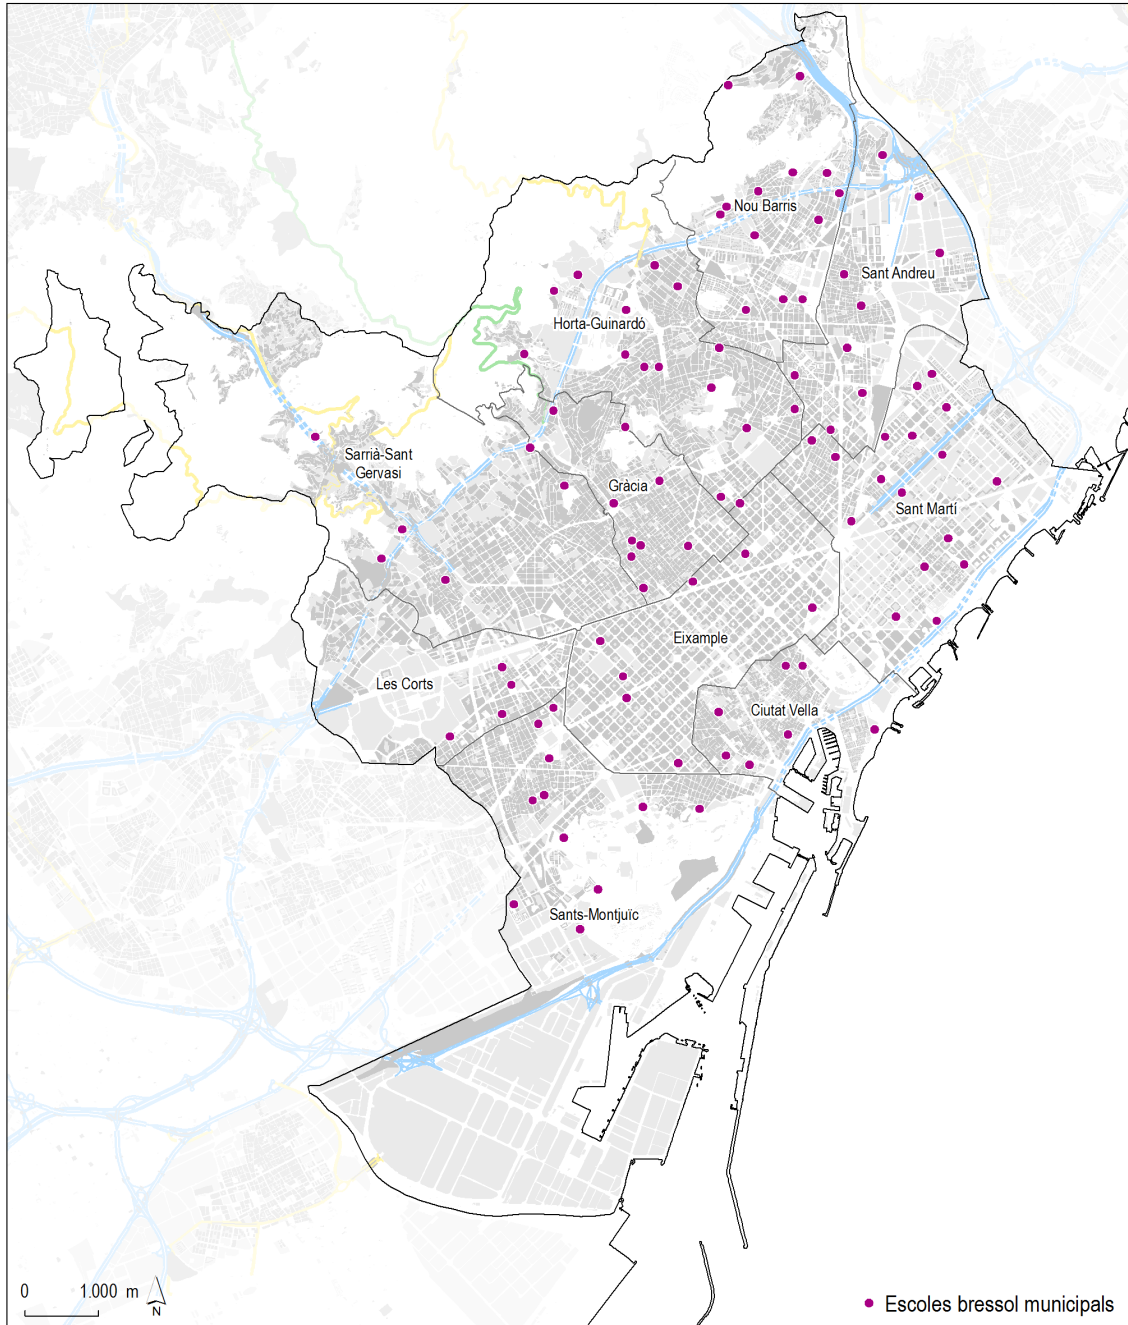 Nou Barris
Sant Andreu
Horta-Guinardó
Sarrià-Sant
Gervasi
Gràcia
Sant Martí
Eixample
Les Corts
Ciutat Vella
Sants-Montjuïc
0 1.000 m
N
Escoles bressol municipals